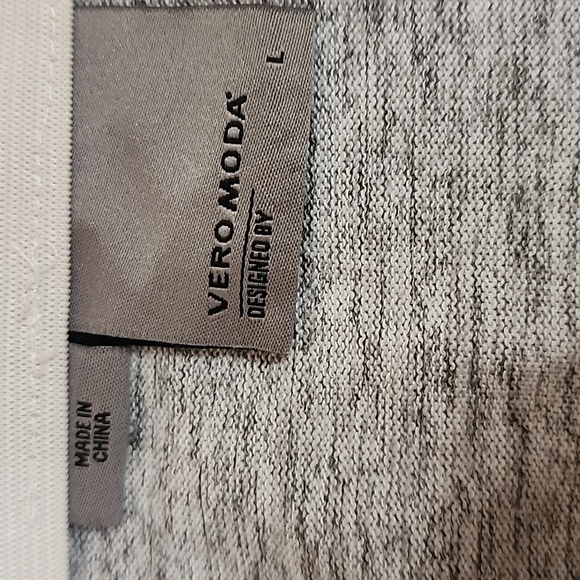 VERO MODA
DESIGNED BY
L
MADE IN
CHINA